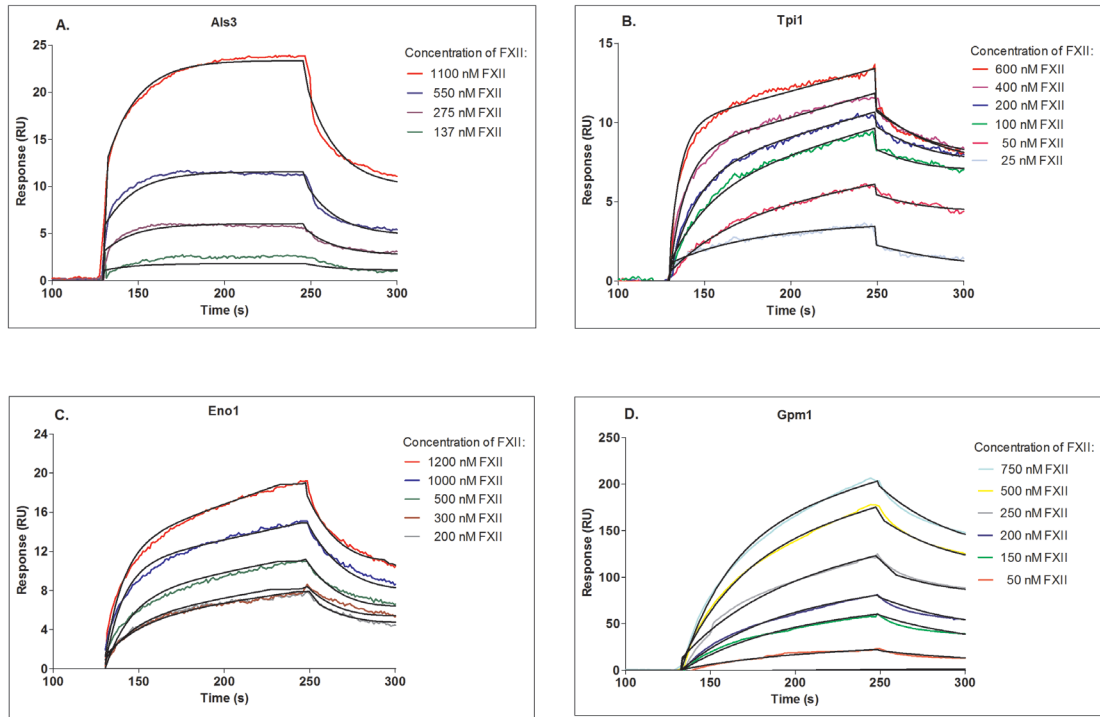 A.
Als3
Response (RU)
25
20
15
10
5
0
100 150 200 250 300
Time (s)
Concentration of FXII:
1100 nM FXII
550 nM FXII
275 nM FXII
137 nM FXII
B.
Tpi1
Response (RU)
15
10
5
0
100 150 200 250 300
Time (s)
Concentration of FXII:
600 nM FXII
400 nM FXII
200 nM FXII
100 nM FXII
50 nM FXII
25 nM FXII
C.
Eno1
Response (RU)
24
20
16
12
8
4
0
100 150 200 250 300
Time (s)
Concentration of FXII:
1200 nM FXII
1000 nM FXII
500 nM FXII
300 nM FXII
200 nM FXII
D.
Gpm1
Response (RU)
250
200
150
100
50
0
100 150 200 250 300
Time (s)
Concentration of FXII:
750 nM FXII
500 nM FXII
250 nM FXII
200 nM FXII
150 nM FXII
50 nM FXII